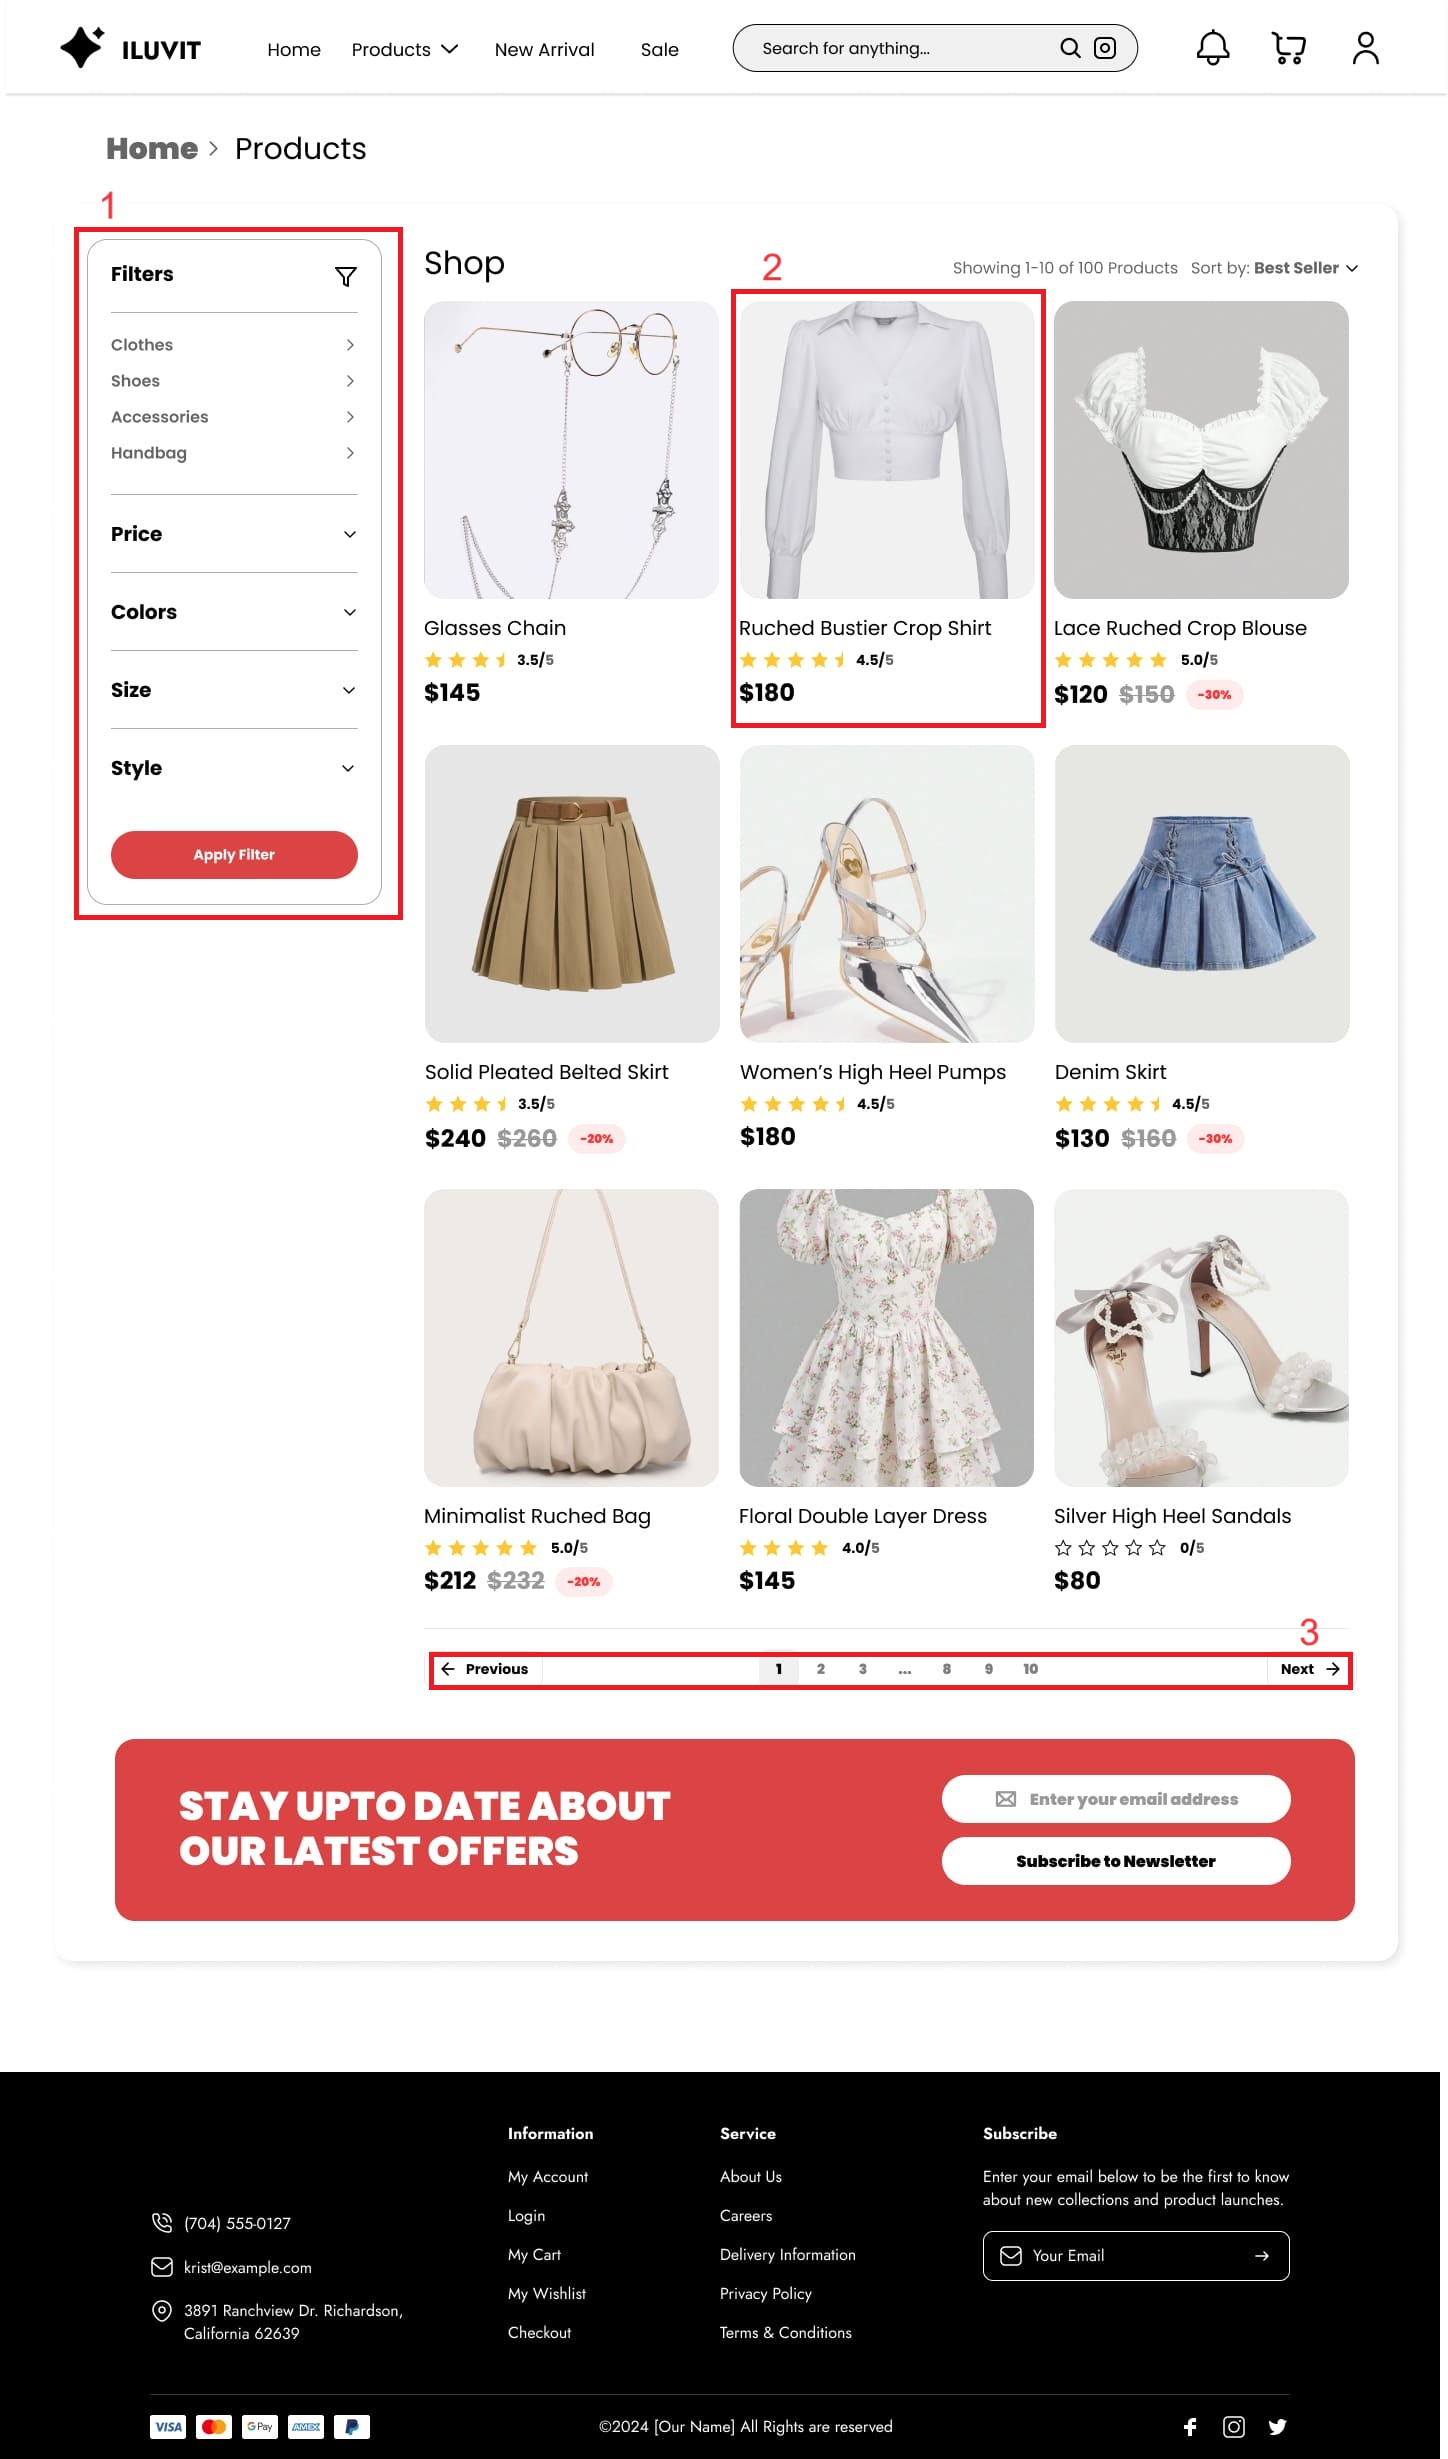 ILUVIT
Home
Products
New Arrival
Sale
Search for anything...
Home > Products
1
Filters
Clothes
Shoes
Accessories
Handbag
Price
Colors
Size
Style
Apply Filter
Shop
2
Showing 1-10 of 100 Products
Sort by: Best Seller
Glasses Chain
3.5/5
$145
Ruched Bustier Crop Shirt
4.5/5
$180
Lace Ruched Crop Blouse
5.0/5
$120 $150 -30%
Solid Pleated Belted Skirt
3.5/5
$240 $260 -20%
Women’s High Heel Pumps
4.5/5
$180
Denim Skirt
4.5/5
$130 $160 -30%
Minimalist Ruched Bag
5.0/5
$212 $232 -20%
Floral Double Layer Dress
4.0/5
$145
Silver High Heel Sandals
0/5
$80
3
Previous
1 2 3 ... 8 9 10
Next
STAY UPTO DATE ABOUT
OUR LATEST OFFERS
Enter your email address
Subscribe to Newsletter
(704) 555-0127
krist@example.com
3891 Ranchview Dr. Richardson,
California 62639
Information
My Account
Login
My Cart
My Wishlist
Checkout
Service
About Us
Careers
Delivery Information
Privacy Policy
Terms & Conditions
Subscribe
Enter your email below to be the first to know
about new collections and product launches.
Your Email
VISA
G Pay
AMEX
©2024 [Our Name] All Rights are reserved